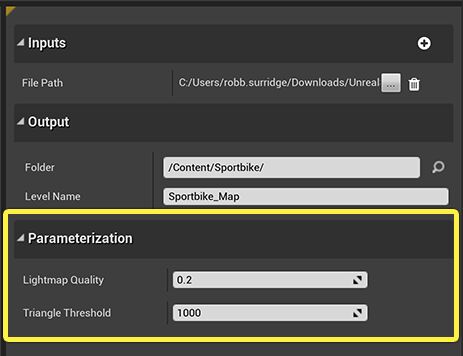 Inputs
File Path C:/Users/robb.surridge/Downloads/Unreal ...
Output
Folder /Content/Sportbike/
Level Name Sportbike_Map
Parameterization
Lightmap Quality 0.2
Triangle Threshold 1000